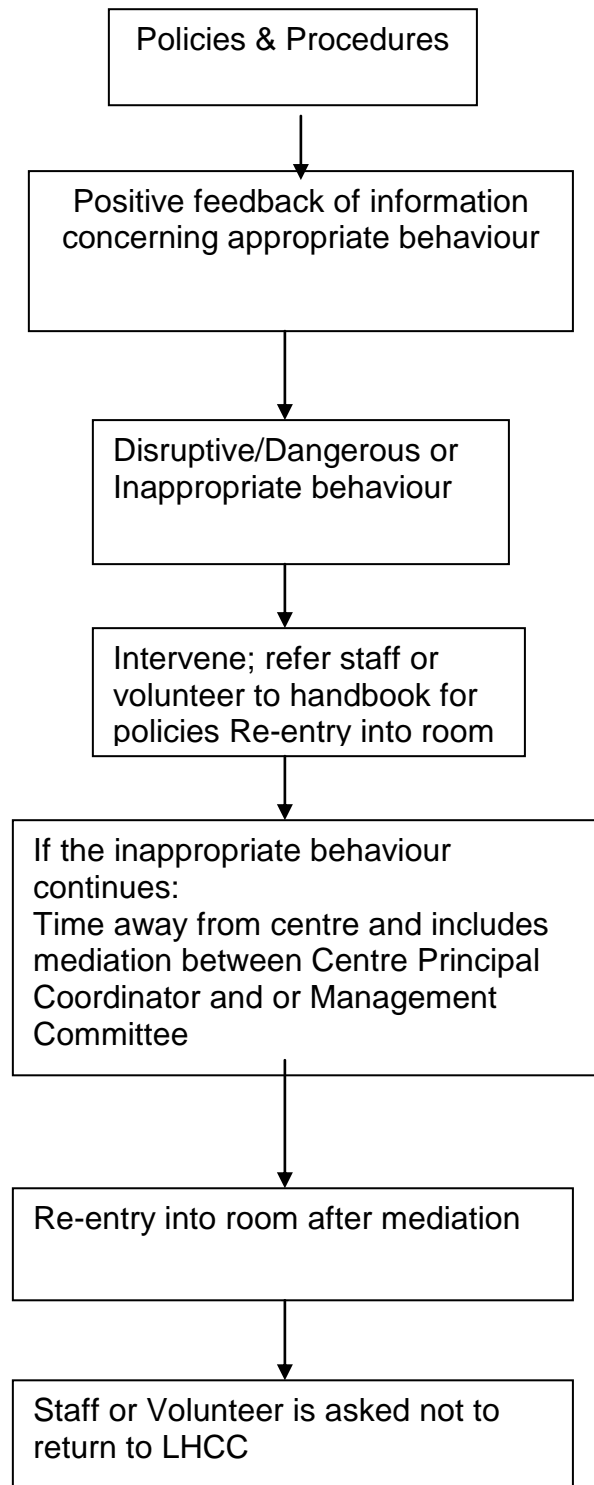 Policies & Procedures
Positive feedback of information
concerning appropriate behaviour
Disruptive/Dangerous or
Inappropriate behaviour
Intervene; refer staff or
volunteer to handbook for
policies Re-entry into room
If the inappropriate behaviour
continues:
Time away from centre and includes
mediation between Centre Principal
Coordinator and or Management
Committee
Re-entry into room after mediation
Staff or Volunteer is asked not to
return to LHCC